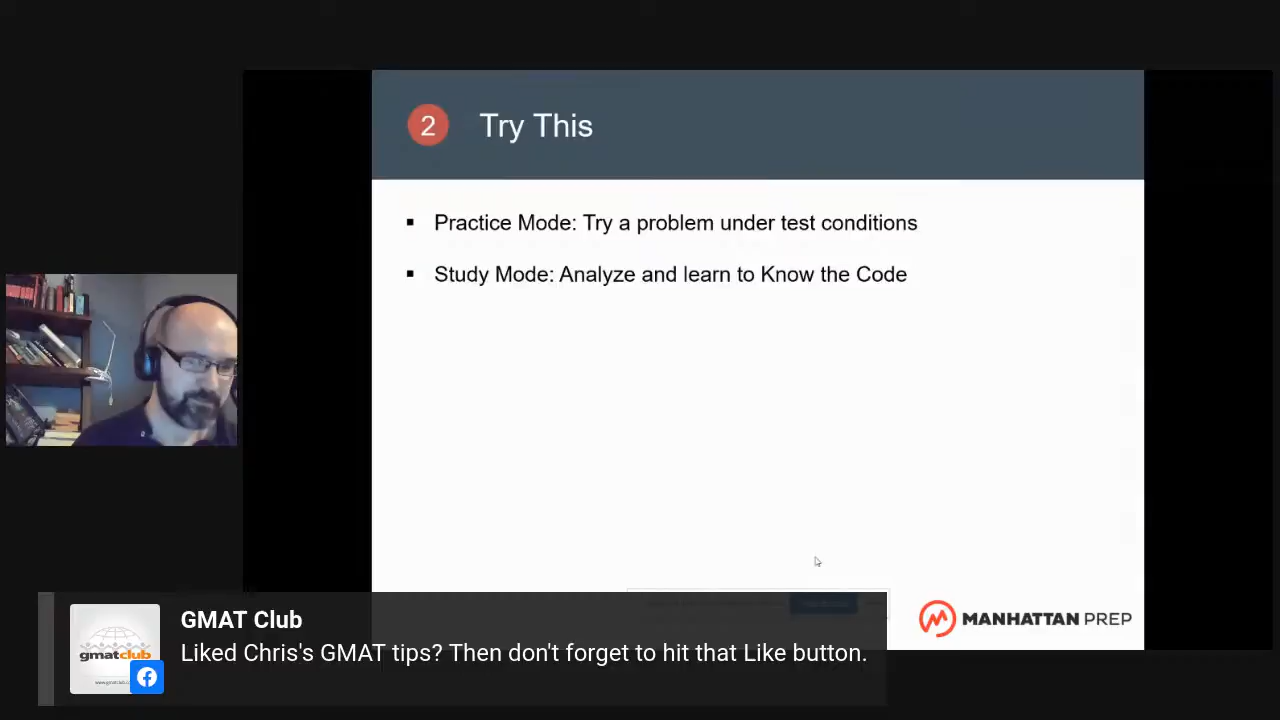 2 Try This
▪ Practice Mode: Try a problem under test conditions
▪ Study Mode: Analyze and learn to Know the Code
MANHATTAN PREP
gmatclub
GMAT Club
Liked Chris's GMAT tips? Then don't forget to hit that Like button.